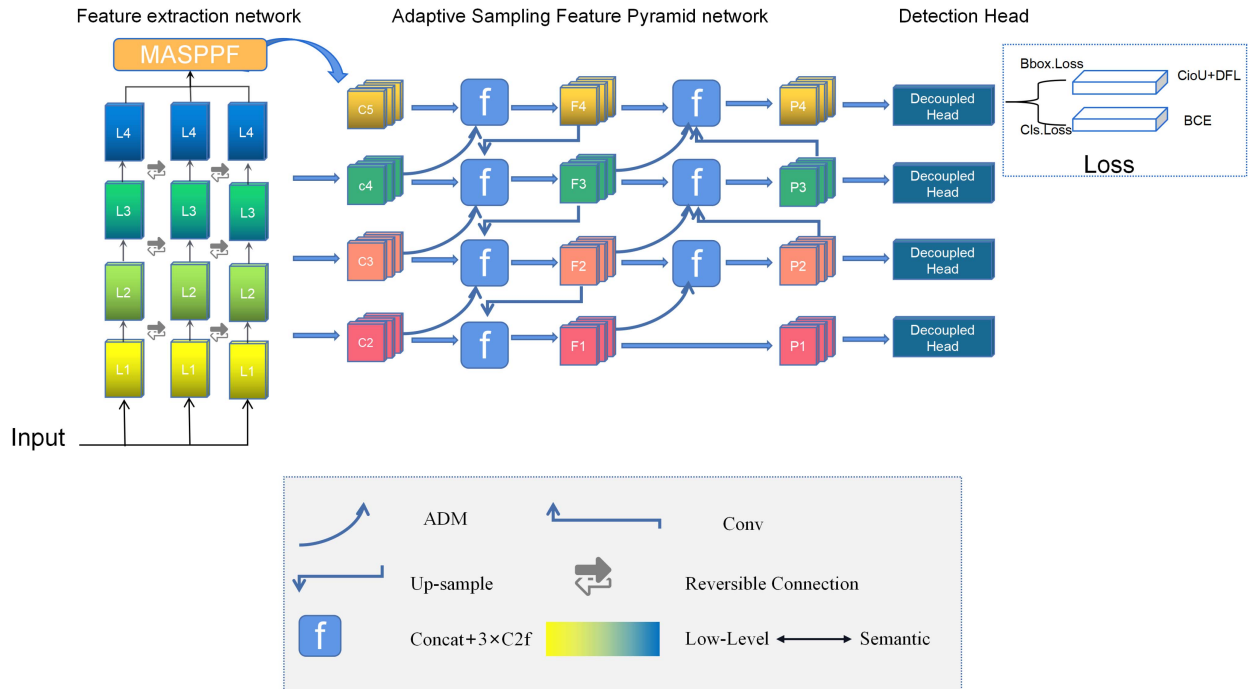 Feature extraction network
Adaptive Sampling Feature Pyramid network
Detection Head
MASPPF
Bbox.Loss
CioU+DFL
Cls.Loss
BCE
Loss
L4 L4 L4
L3 L3 L3
L2 L2 L2
L1 L1 L1
Input
C5 f F4 f P4 Decoupled
Head
c4 f F3 f P3 Decoupled
Head
C3 f F2 f P2 Decoupled
Head
C2 f F1 P1 Decoupled
Head
ADM
Conv
Up-sample
Reversible Connection
f
Concat+3×C2f
Low-Level
Semantic